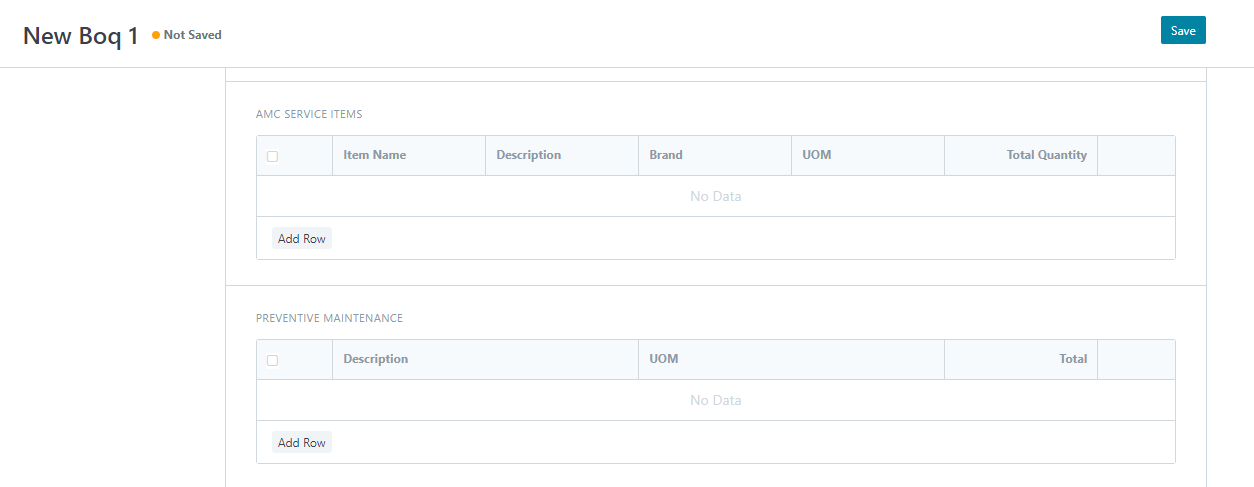 New Boq 1 Not Saved Save
AMC SERVICE ITEMS
Item Name Description Brand UOM Total Quantity
No Data
Add Row
PREVENTIVE MAINTENANCE
Description UOM Total
No Data
Add Row